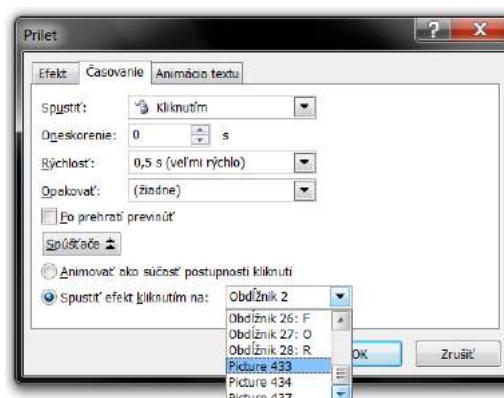 Prilet
Efekt Časovanie Animácia textu
Spustiť: Kliknutím
Oneskorenie: 0 s
Rýchlosť: 0,5 s (veľmi rýchlo)
Opakovať: (žiadne)
Po prehratí previnúť
Spúšťače
Animovať ako súčasť postupnosti kliknutí
Spustiť efekt kliknutím na: Obdĺžnik 2
Obdĺžnik 26: F
Obdĺžnik 27: O
Obdĺžnik 28: R
Picture 433
Picture 434
Picture 437
OK Zrušiť